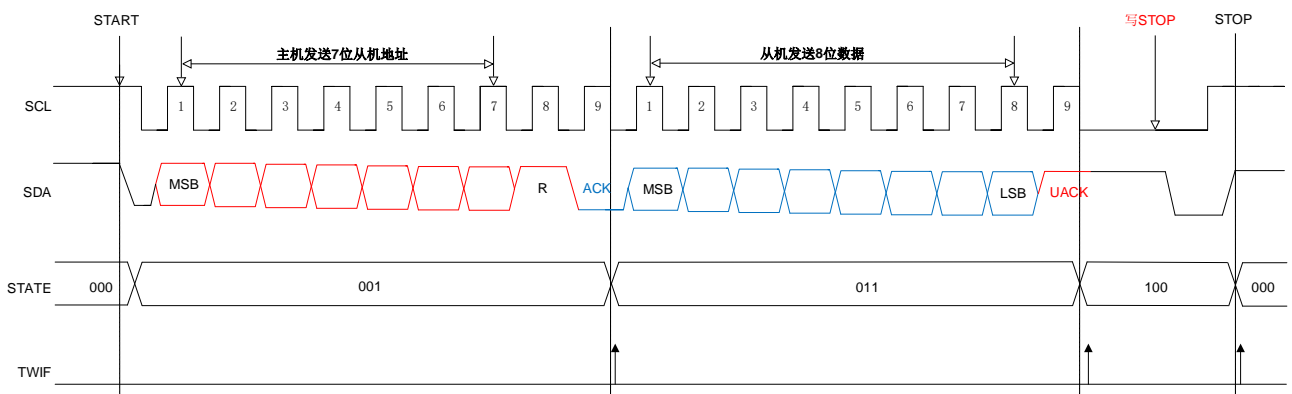 START
写STOP
STOP
主机发送7位从机地址
从机发送8位数据
SCL
1 2 3 4 5 6 7 8 9 1 2 3 4 5 6 7 8 9
SDA
MSB R ACK MSB LSB UACK
STATE
000 001 011 100 000
TWIF